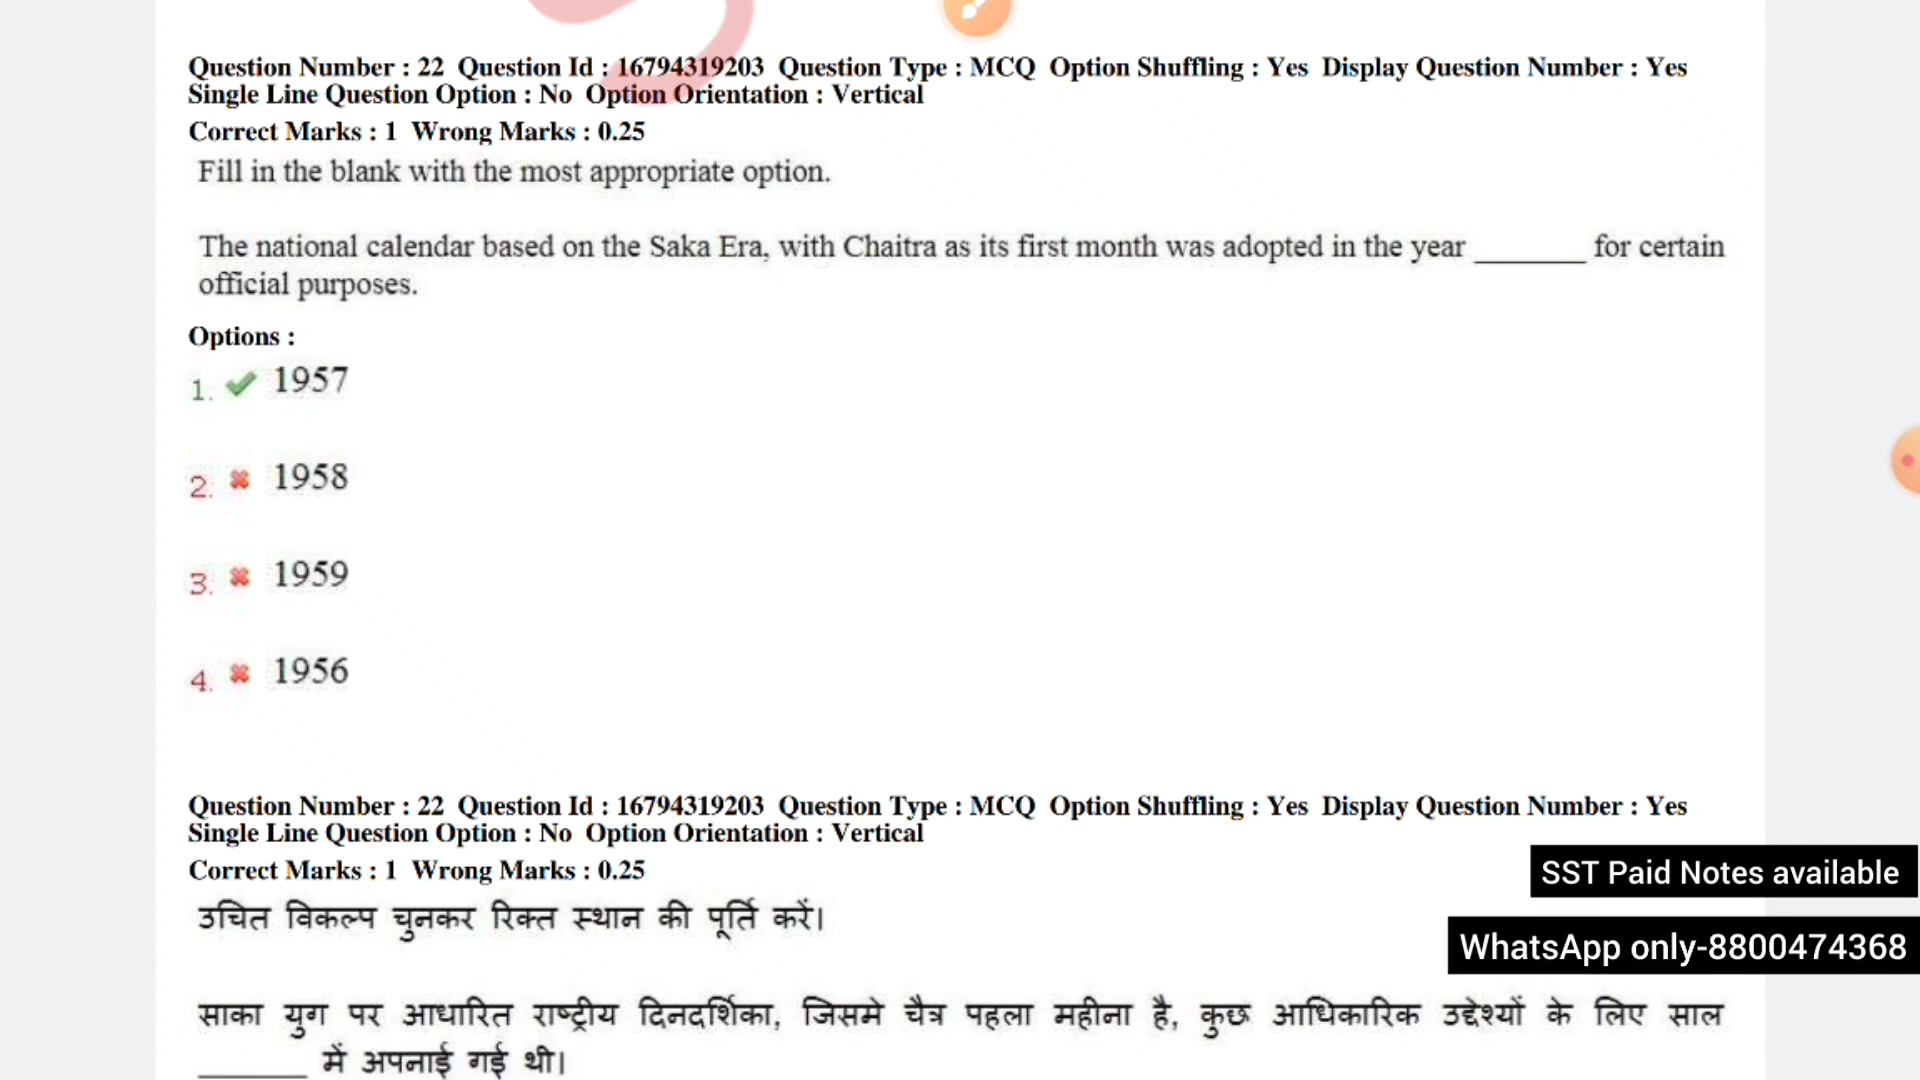 Question Number : 22 Question Id : 16794319203 Question Type : MCQ Option Shuffling : Yes Display Question Number : Yes
Single Line Question Option : No Option Orientation : Vertical
Correct Marks : 1 Wrong Marks : 0.25
Fill in the blank with the most appropriate option.
The national calendar based on the Saka Era, with Chaitra as its first month was adopted in the year _______ for certain
official purposes.
Options :
1. 1957
2. 1958
3. 1959
4. 1956
Question Number : 22 Question Id : 16794319203 Question Type : MCQ Option Shuffling : Yes Display Question Number : Yes
Single Line Question Option : No Option Orientation : Vertical
Correct Marks : 1 Wrong Marks : 0.25
SST Paid Notes available
उचित विकल्प चुनकर रिक्त स्थान की पूर्ति करें।
WhatsApp only-8800474368
साका युग पर आधारित राष्ट्रीय दिनदर्शिका, जिसमे चैत्र पहला महीना है, कुछ आधिकारिक उद्देश्यों के लिए साल
_______ में अपनाई गई थी।